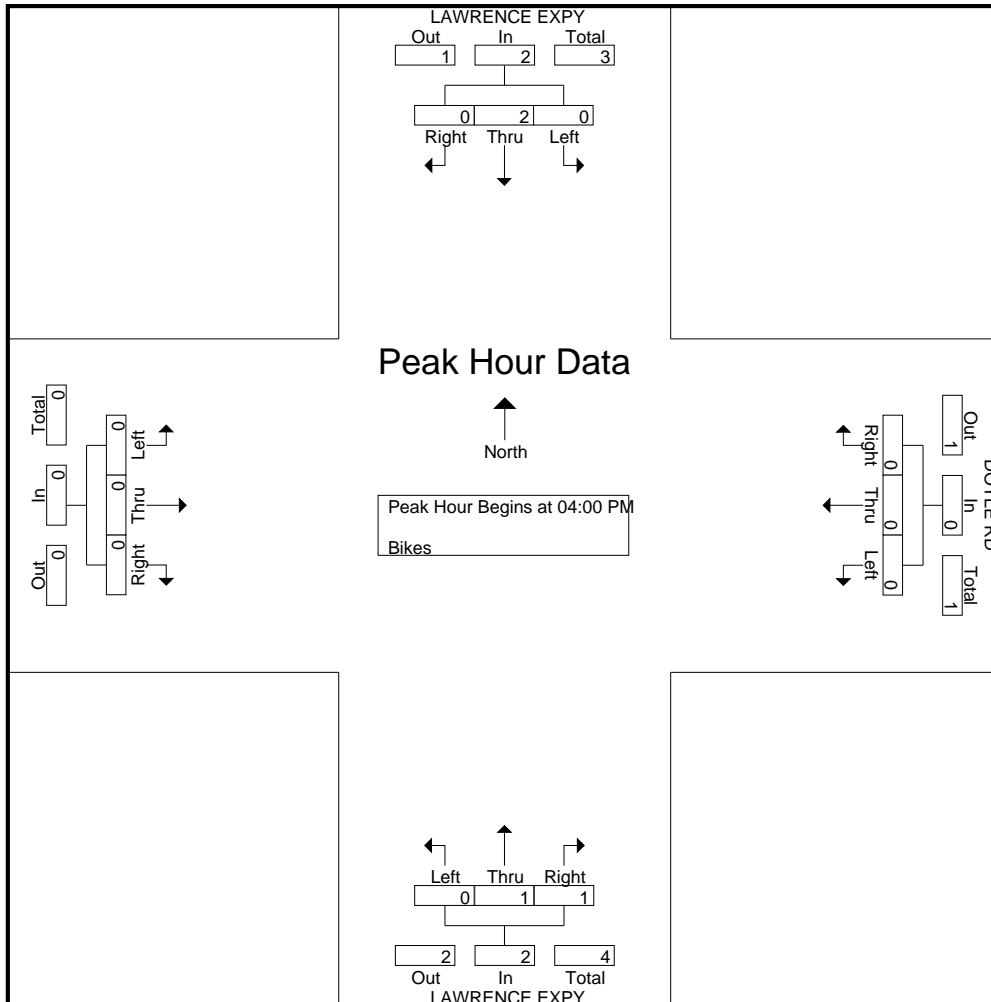 LAWRENCE EXPY
Out In Total
1 2 3
0 2 0
Right Thru Left
Peak Hour Data
North
Peak Hour Begins at 04:00 PM
Bikes
Total In Out
0 0 0
0 0 0
Left Thru Right
Right Thru Left
0 0 0
Out In Total
1 0 1
DOYLE RD
Left Thru Right
0 1 1
2 2 4
Out In Total
LAWRENCE EXPY